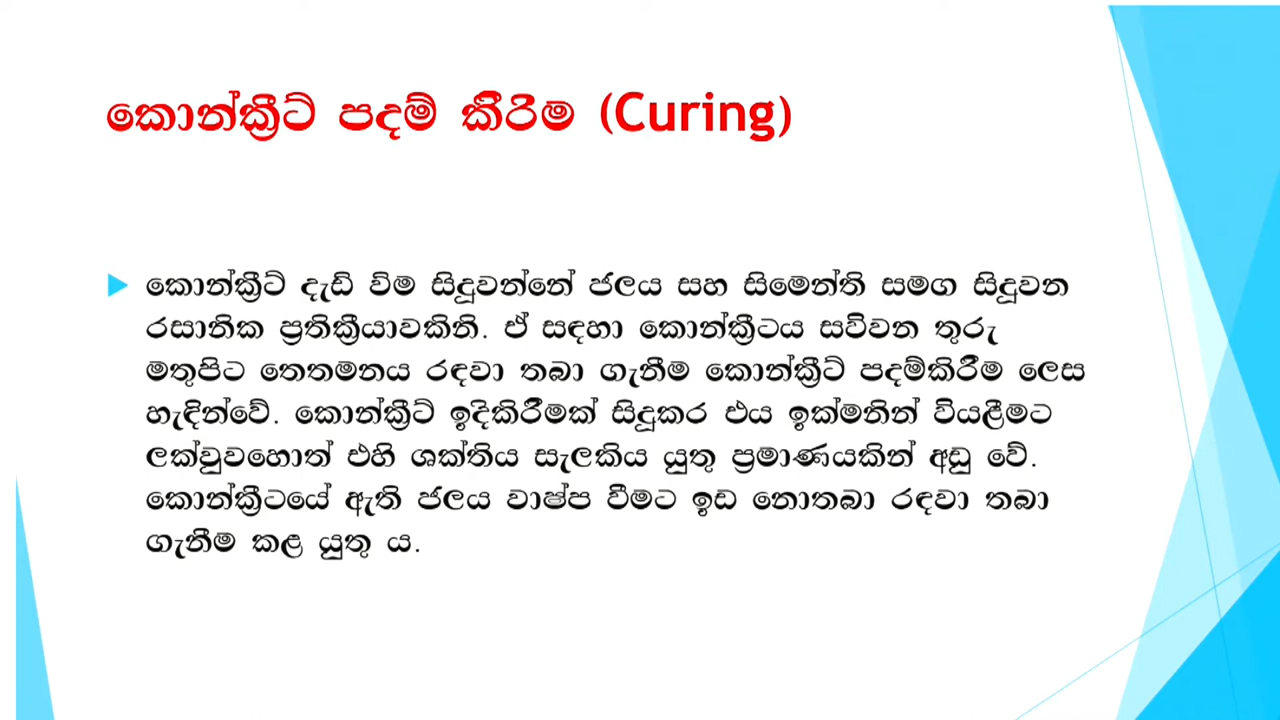 කොන්ක්‍රීට් පදම් කිරීම (Curing)
කොන්ක්‍රීට් දැඩි වීම සිදුවන්නේ ජලය සහ සිමෙන්ති සමග සිදුවන
රසානික ප්‍රතික්‍රියාවකිනි. ඒ සඳහා කොන්ක්‍රීටය සවිවන තුරු
මතුපිට තෙතමනය රඳවා තබා ගැනීම කොන්ක්‍රීට් පදම්කිරීම ලෙස
හැඳින්වේ. කොන්ක්‍රීට් ඉදිකිරීමක් සිදුකර එය ඉක්මනින් වියළීමට
ලක්වුවහොත් එහි ශක්තිය සැලකිය යුතු ප්‍රමාණයකින් අඩු වේ.
කොන්ක්‍රීටයේ ඇති ජලය වාෂ්ප වීමට ඉඩ නොතබා රඳවා තබා
ගැනීම කළ යුතු ය.